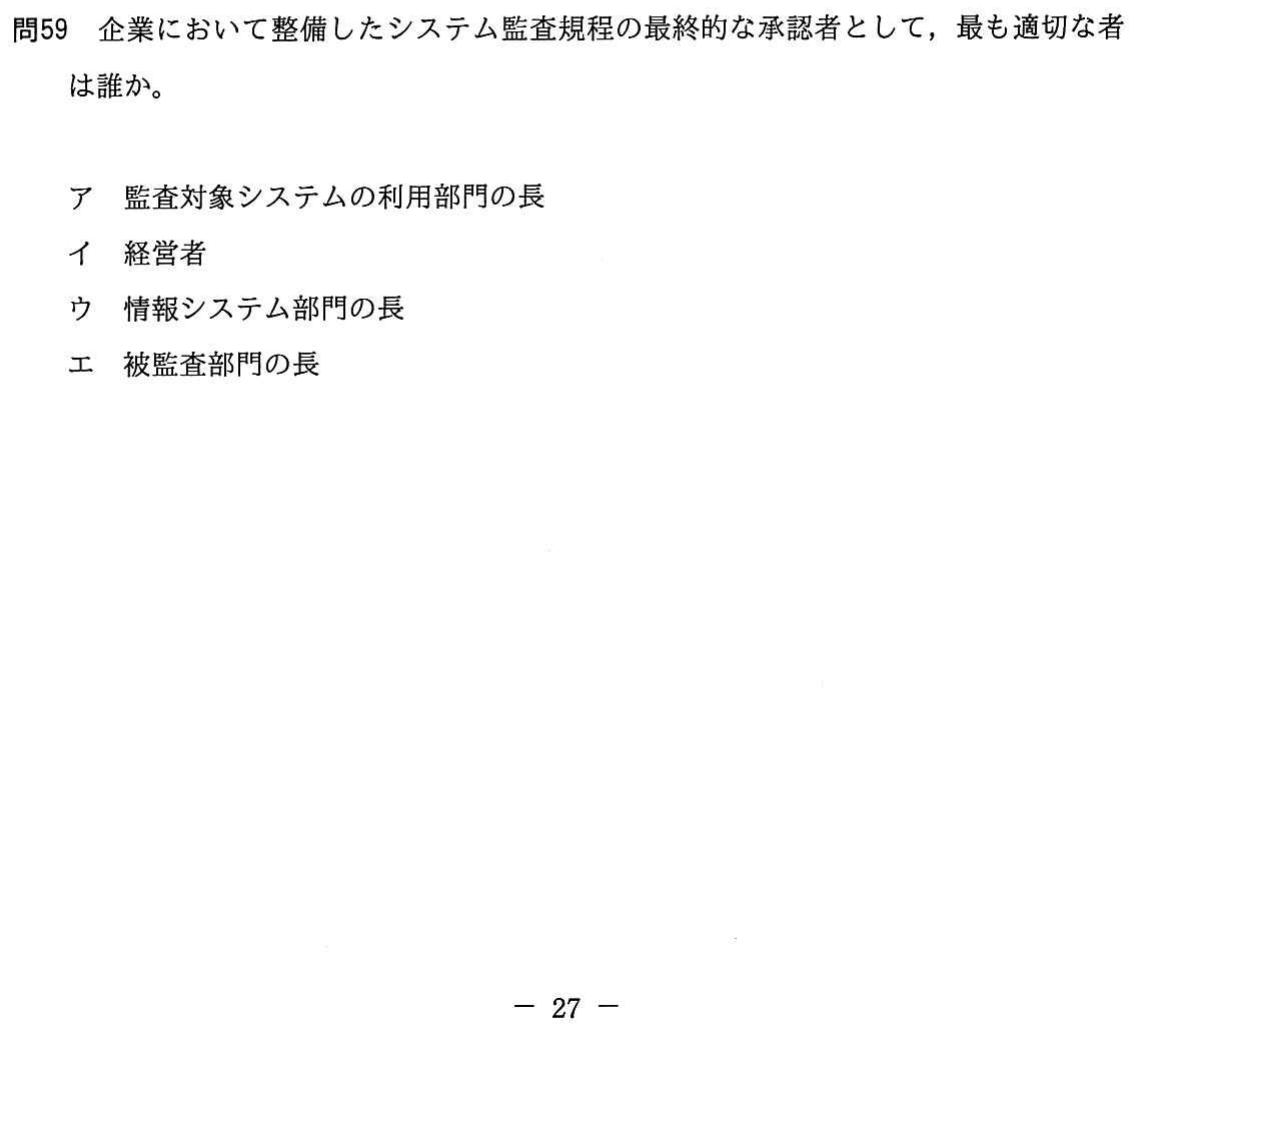 問59 企業において整備したシステム監査規程の最終的な承認者として，最も適切な者
は誰か。
ア 監査対象システムの利用部門の長
イ 経営者
ウ 情報システム部門の長
エ 被監査部門の長
－ 27 －